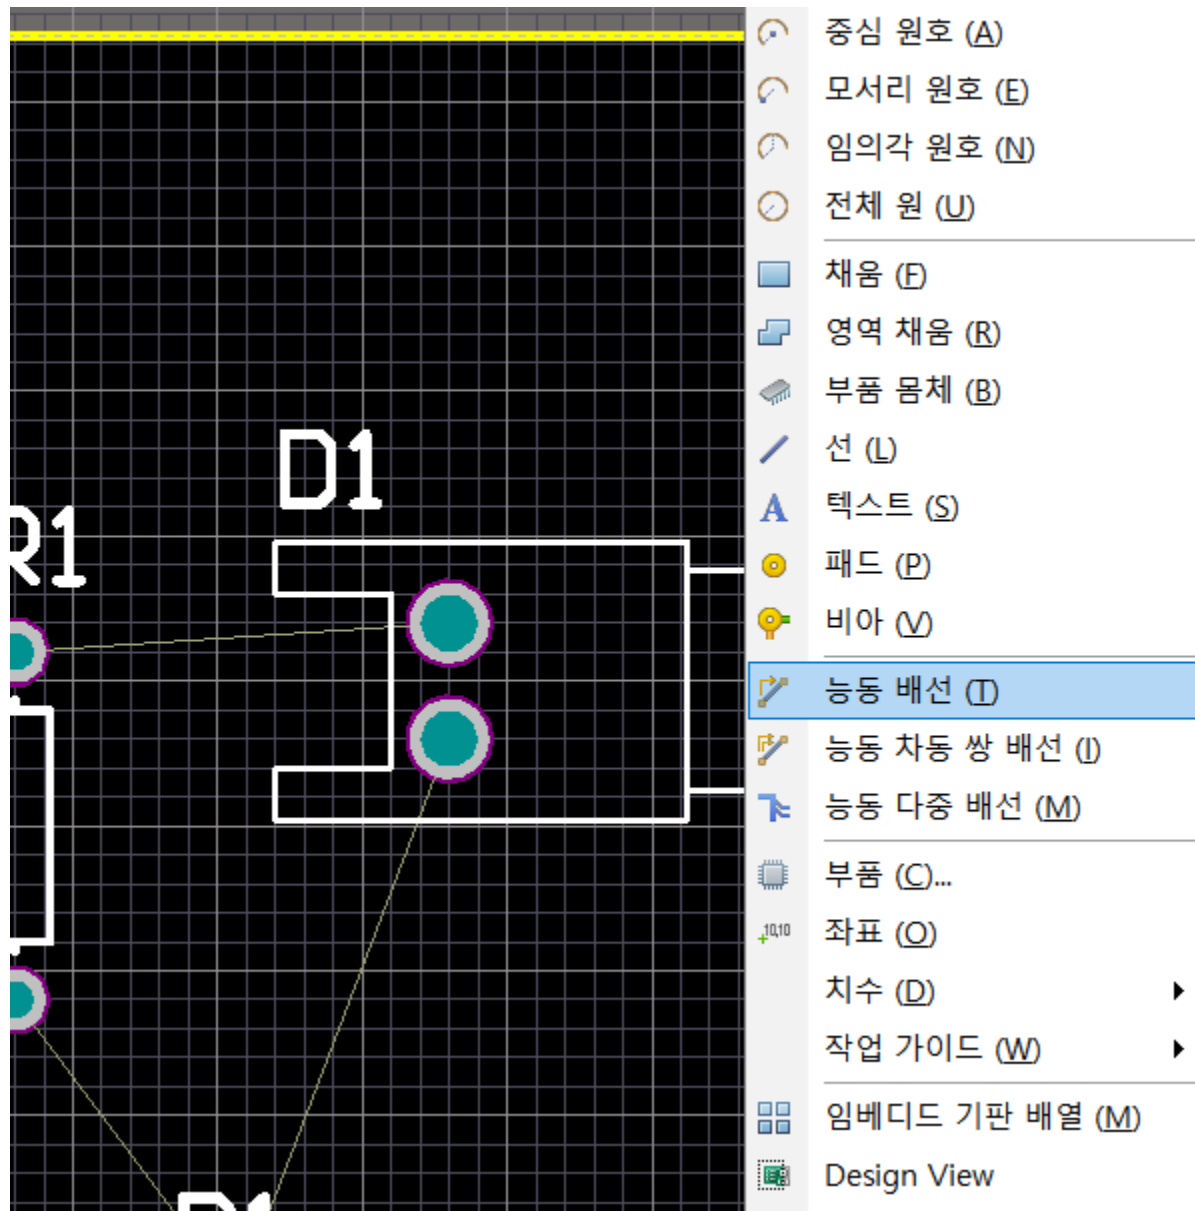 중심 원호 (A)
모서리 원호 (E)
임의각 원호 (N)
전체 원 (U)
채움 (F)
영역 채움 (R)
부품 몸체 (B)
선 (L)
텍스트 (S)
패드 (P)
비아 (V)
능동 배선 (T)
능동 차동 쌍 배선 (I)
능동 다중 배선 (M)
부품 (C)...
10,10
좌표 (O)
치수 (D)
작업 가이드 (W)
임베디드 기판 배열 (M)
Design View
D1
R1